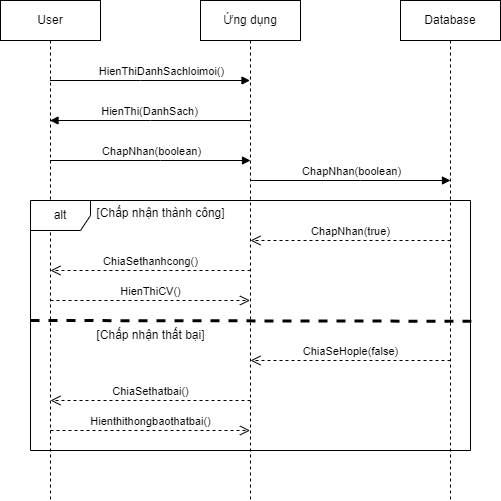 User
Ứng dụng
Database
HienThiDanhSachloimoi()
HienThi(DanhSach)
ChapNhan(boolean)
ChapNhan(boolean)
alt
[Chấp nhận thành công]
ChapNhan(true)
ChiaSethanhcong()
HienThiCV()
[Chấp nhận thất bại]
ChiaSeHople(false)
ChiaSethatbai()
Hienthithongbaothatbai()